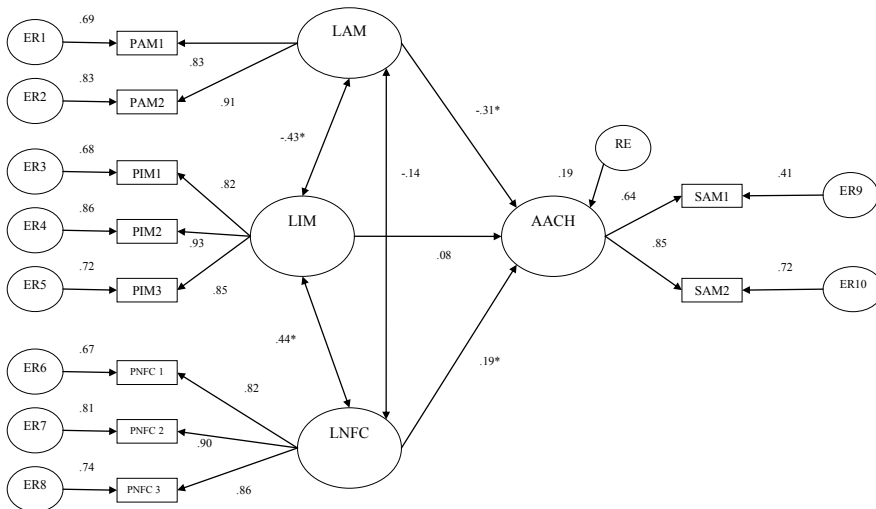 .69
ER1
PAM1
.83
LAM
.83
ER2
PAM2
.91
-.31*
-.43*
RE
.68
ER3
PIM1
.82
-.14
.19
.64
SAM1
.41
ER9
.86
ER4
PIM2
.93
LIM
.08
AACH
.85
.72
ER5
PIM3
.85
SAM2
.72
ER10
.44*
.67
ER6
PNFC 1
.82
.19*
.81
ER7
PNFC 2
.90
LNFC
.74
ER8
PNFC 3
.86